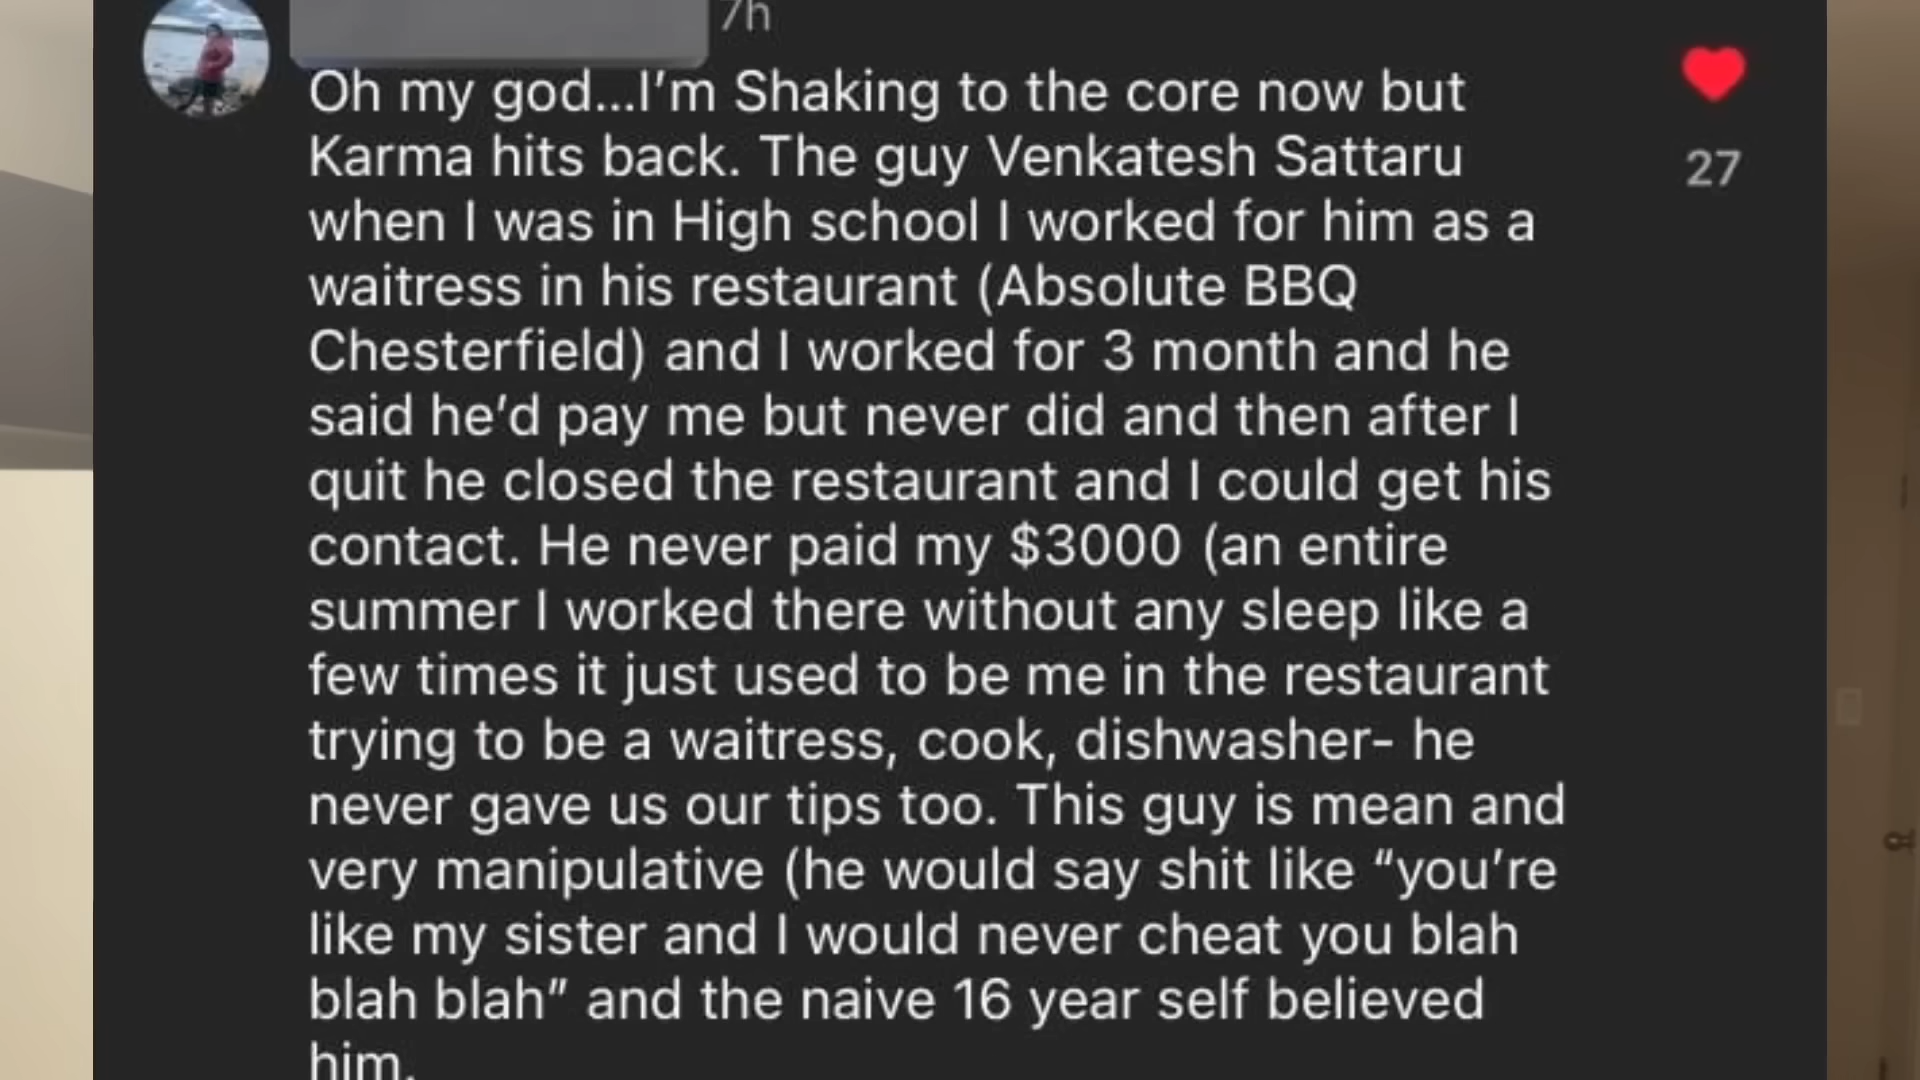 7h
Oh my god...I'm Shaking to the core now but
Karma hits back. The guy Venkatesh Sattaru
when I was in High school I worked for him as a
waitress in his restaurant (Absolute BBQ
Chesterfield) and I worked for 3 month and he
said he'd pay me but never did and then after I
quit he closed the restaurant and I could get his
contact. He never paid my $3000 (an entire
summer I worked there without any sleep like a
few times it just used to be me in the restaurant
trying to be a waitress, cook, dishwasher- he
never gave us our tips too. This guy is mean and
very manipulative (he would say shit like “you're
like my sister and I would never cheat you blah
blah blah” and the naive 16 year self believed
him.
27